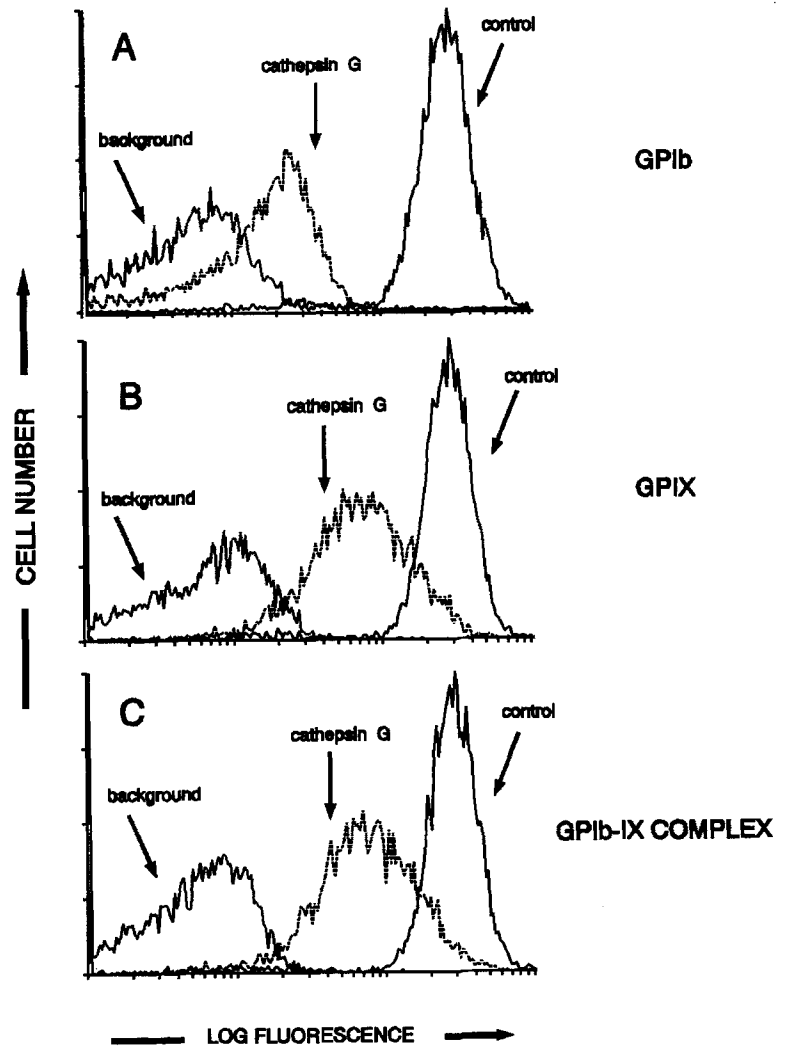 A
control
cathepsin G
background
GPIb
B
control
cathepsin G
background
GPIX
C
control
cathepsin G
background
GPIb-IX COMPLEX
CELL NUMBER
LOG FLUORESCENCE